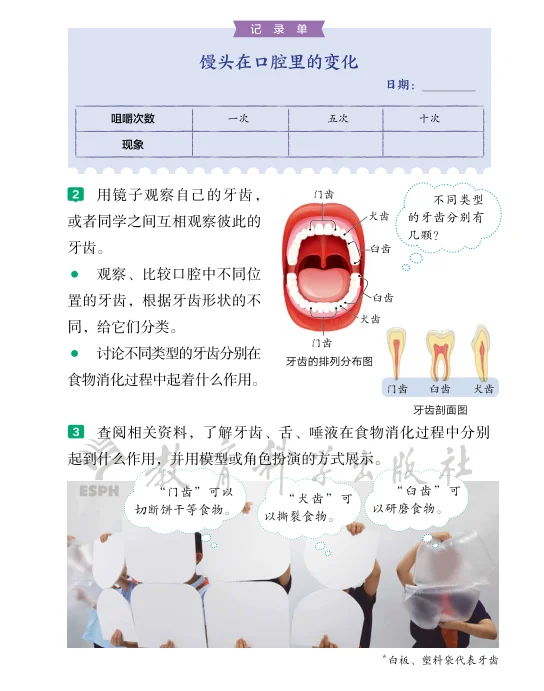 记录单
馒头在口腔里的变化
日期：
咀嚼次数 一次 五次 十次
现象
2 用镜子观察自己的牙齿，
或者同学之间互相观察彼此的
牙齿。
● 观察、比较口腔中不同位
置的牙齿，根据牙齿形状的不
同，给它们分类。
● 讨论不同类型的牙齿分别在
食物消化过程中起着什么作用。
门齿
犬齿
臼齿
臼齿
犬齿
门齿
牙齿的排列分布图
不同类型
的牙齿分别有
几颗？
门齿 臼齿 犬齿
牙齿剖面图
3 查阅相关资料，了解牙齿、舌、唾液在食物消化过程中分别
起到什么作用，并用模型或角色扮演的方式展示。
教育科学出版社
ESPH
“门齿”可以
切断饼干等食物。
“犬齿”可
以撕裂食物。
“臼齿”可
以研磨食物。
*白板、塑料袋代表牙齿